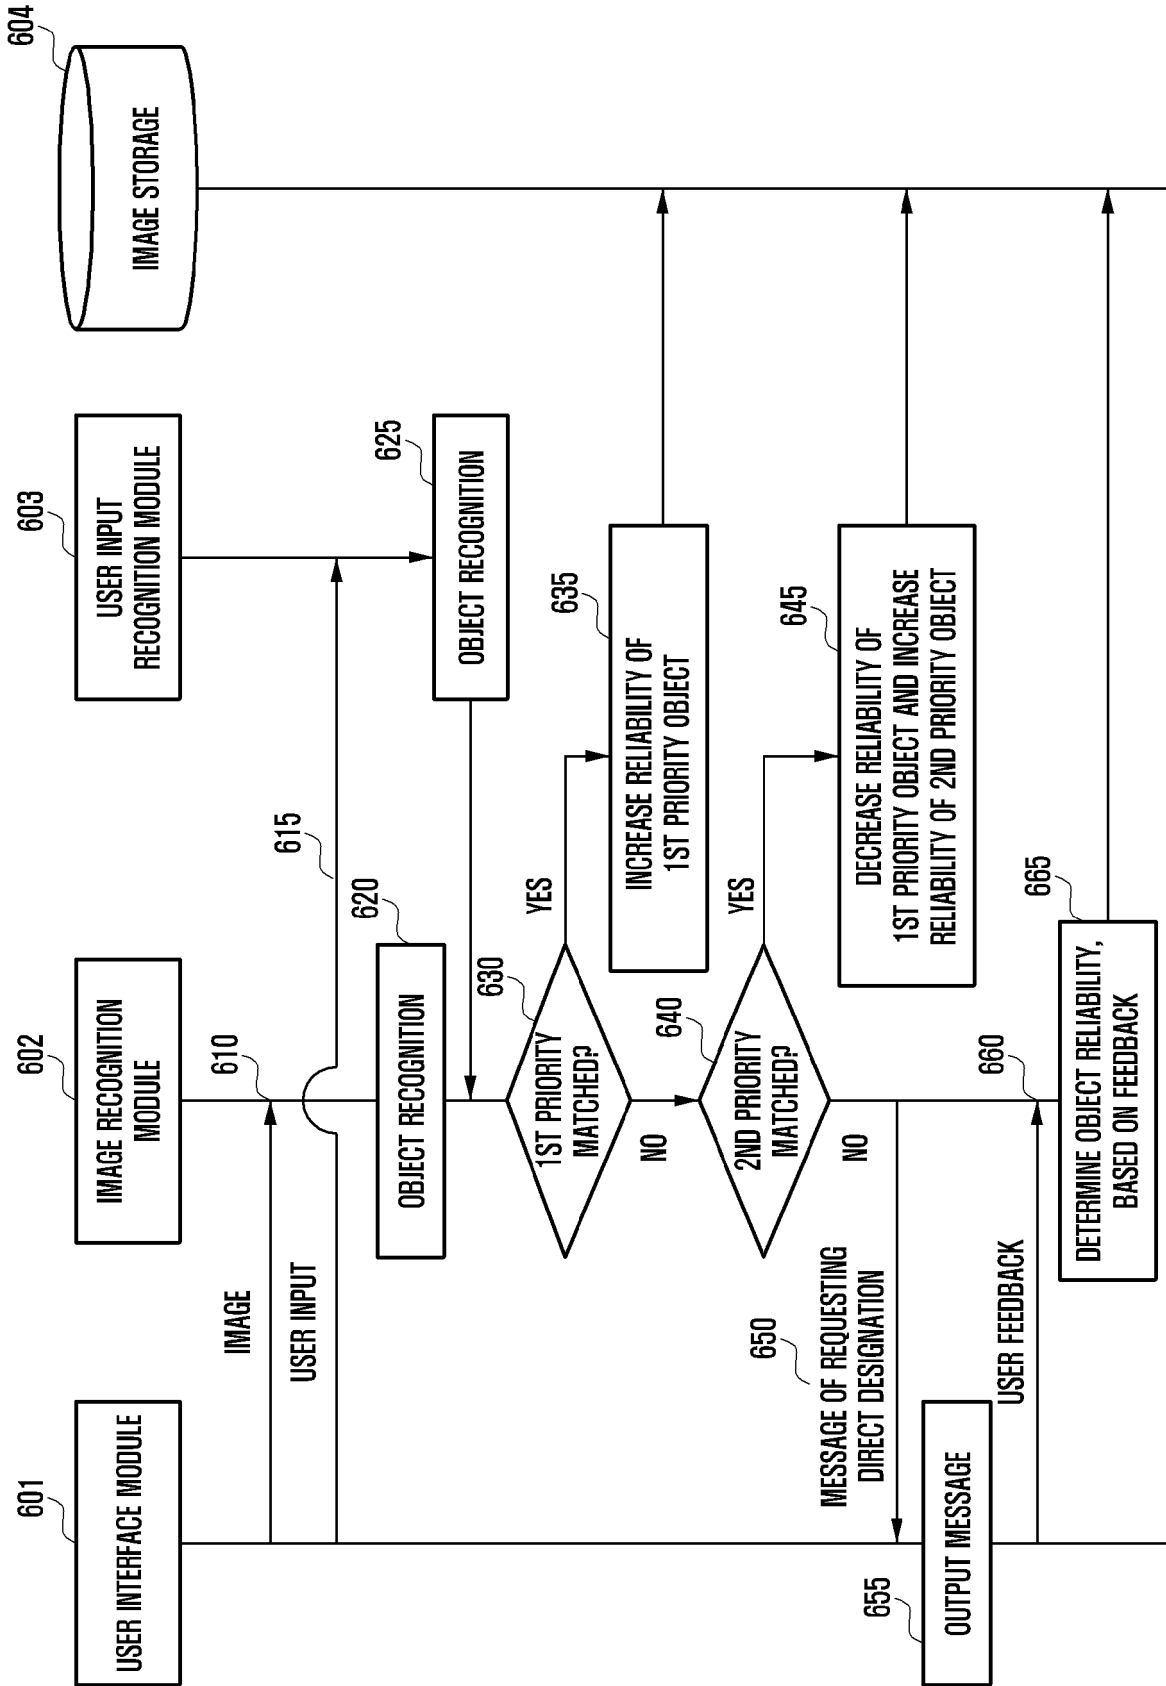 601
USER INTERFACE MODULE
602
IMAGE RECOGNITION
MODULE
603
USER INPUT
RECOGNITION MODULE
604
IMAGE STORAGE
IMAGE
610
USER INPUT
615
620
OBJECT RECOGNITION
625
OBJECT RECOGNITION
630
1ST PRIORITY
MATCHED?
YES
NO
635
INCREASE RELIABILITY OF
1ST PRIORITY OBJECT
640
2ND PRIORITY
MATCHED?
YES
NO
645
DECREASE RELIABILITY OF
1ST PRIORITY OBJECT AND INCREASE
RELIABILITY OF 2ND PRIORITY OBJECT
650
MESSAGE OF REQUESTING
DIRECT DESIGNATION
655
OUTPUT MESSAGE
USER FEEDBACK
660
665
DETERMINE OBJECT RELIABILITY,
BASED ON FEEDBACK